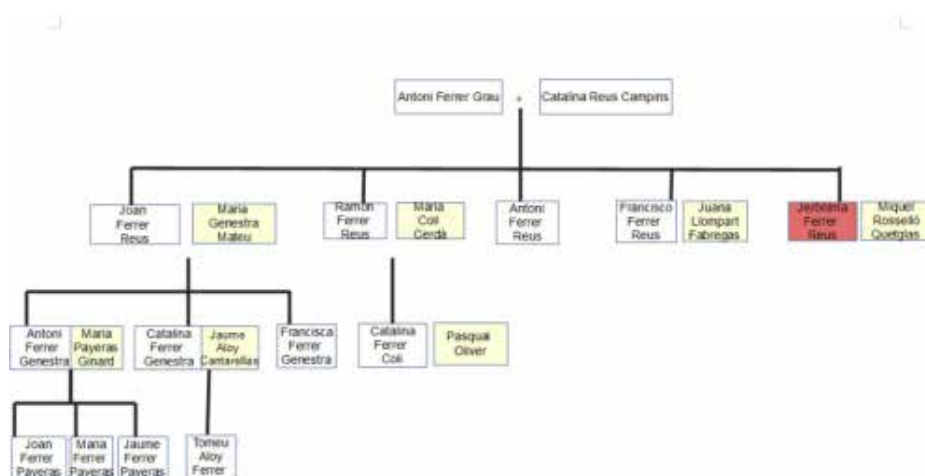 Antoni Ferrer Grau
Catalina Reus Campins
Joan
Ferrer
Reus
Maria
Genestra
Mateu
Ramón
Ferrer
Reus
Maria
Coll
Cerdà
Antoni
Ferrer
Reus
Francisco
Ferrer
Reus
Juana
Llompart
Fabregas
Jeronima
Ferrer
Reus
Miquel
Rosselló
Quetglas
Antoni
Ferrer
Genestra
Maria
Payeras
Ginard
Catalina
Ferrer
Genestra
Jaume
Aloy
Cantarellas
Francisca
Ferrer
Genestra
Catalina
Ferrer
Coll
Pasqual
Oliver
Joan
Ferrer
Payeras
Maria
Ferrer
Payeras
Jaume
Ferrer
Payeras
Tomeu
Aloy
Ferrer